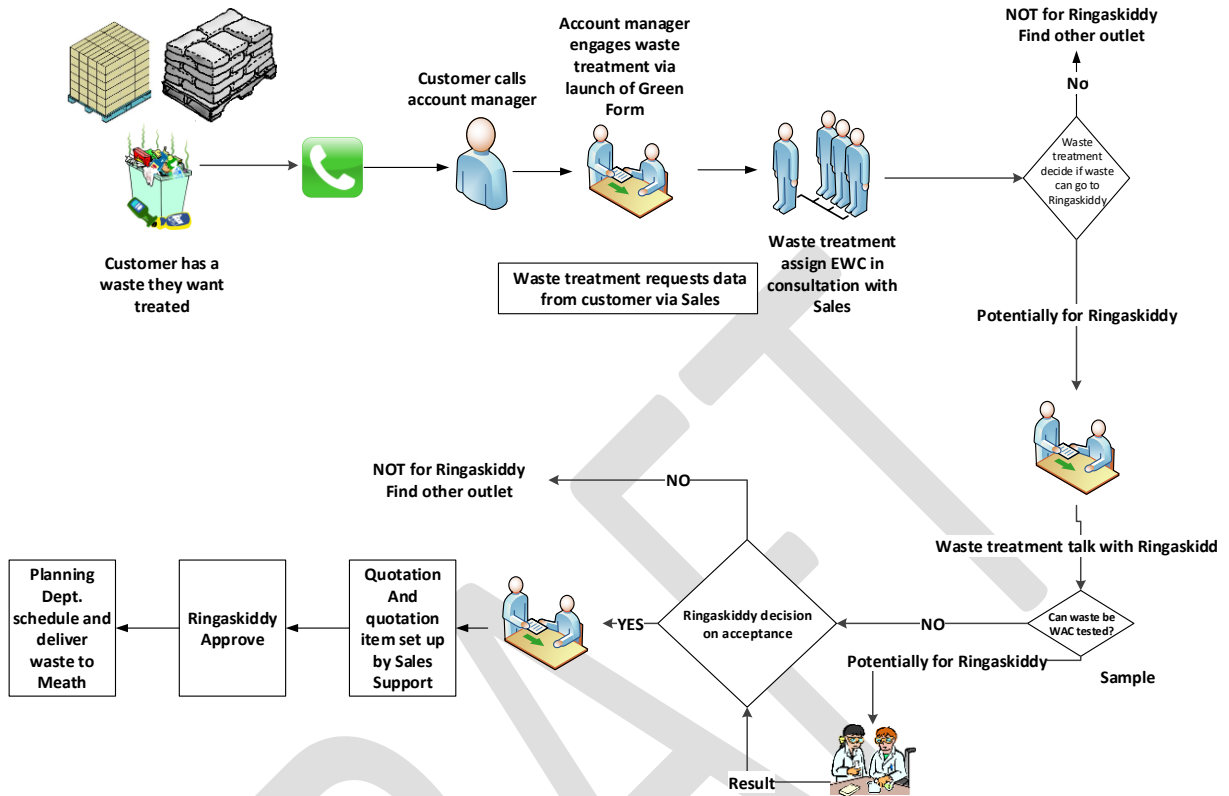 NOT for Ringaskiddy
Find other outlet
Account manager
engages waste
treatment via
launch of Green
Form
Customer calls
account manager
No
Waste
treatment
decide if waste
can go to
Ringaskiddy
Customer has a
waste they want
treated
Waste treatment requests data
from customer via Sales
Waste treatment
assign EWC in
consultation with
Sales
Potentially for Ringaskiddy
NOT for Ringaskiddy
Find other outlet
NO
Waste treatment talk with Ringaskidd
Planning
Dept.
schedule and
deliver
waste to
Meath
Ringaskiddy
Approve
Quotation
And
quotation
item set up
by Sales
Support
YES
Ringaskiddy decision
on acceptance
NO
Can waste be
WAC tested?
Potentially for Ringaskiddy
Sample
Result
DRAFT